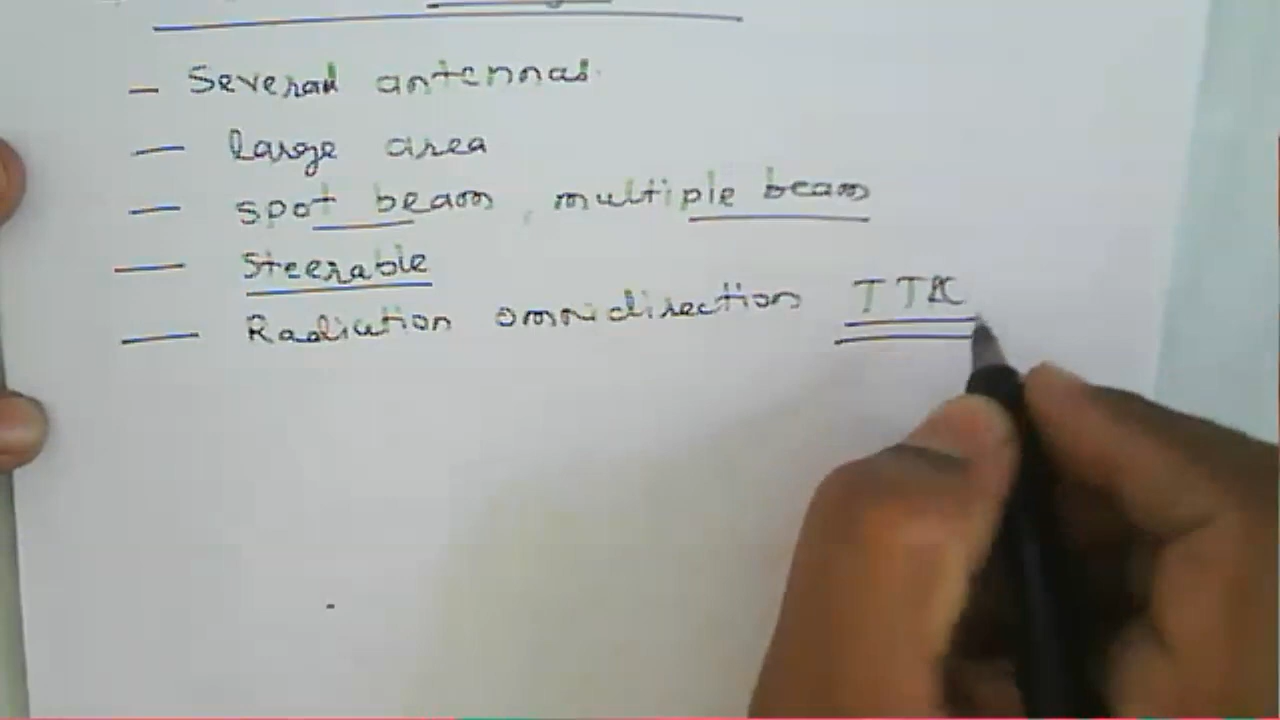 – Several antennas
– large area
– spot beam, multiple beam
– Steerable
– Radiation omnidirection TT&C